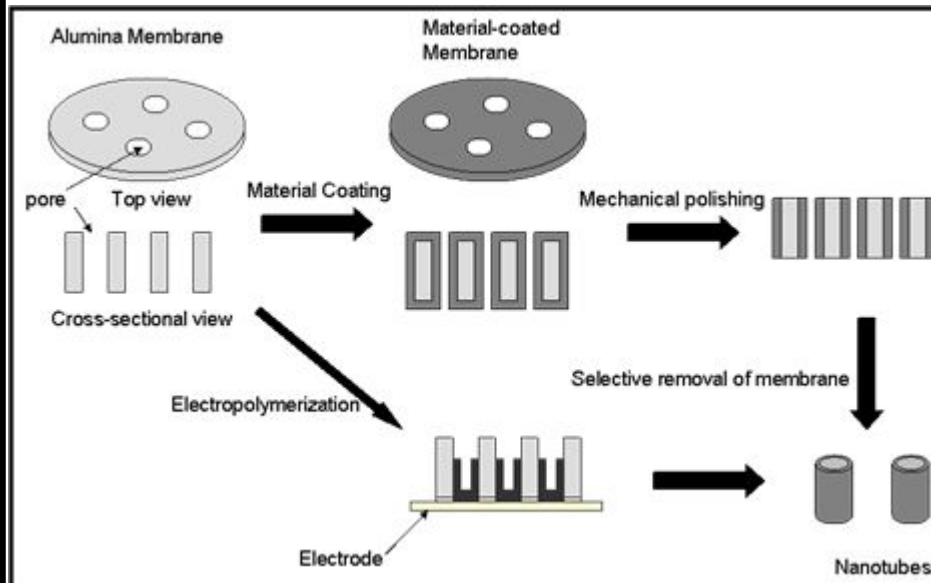 Alumina Membrane
Material-coated
Membrane
pore
Top view
Material Coating
Mechanical polishing
Cross-sectional view
Selective removal of membrane
Electropolymerization
Electrode
Nanotubes